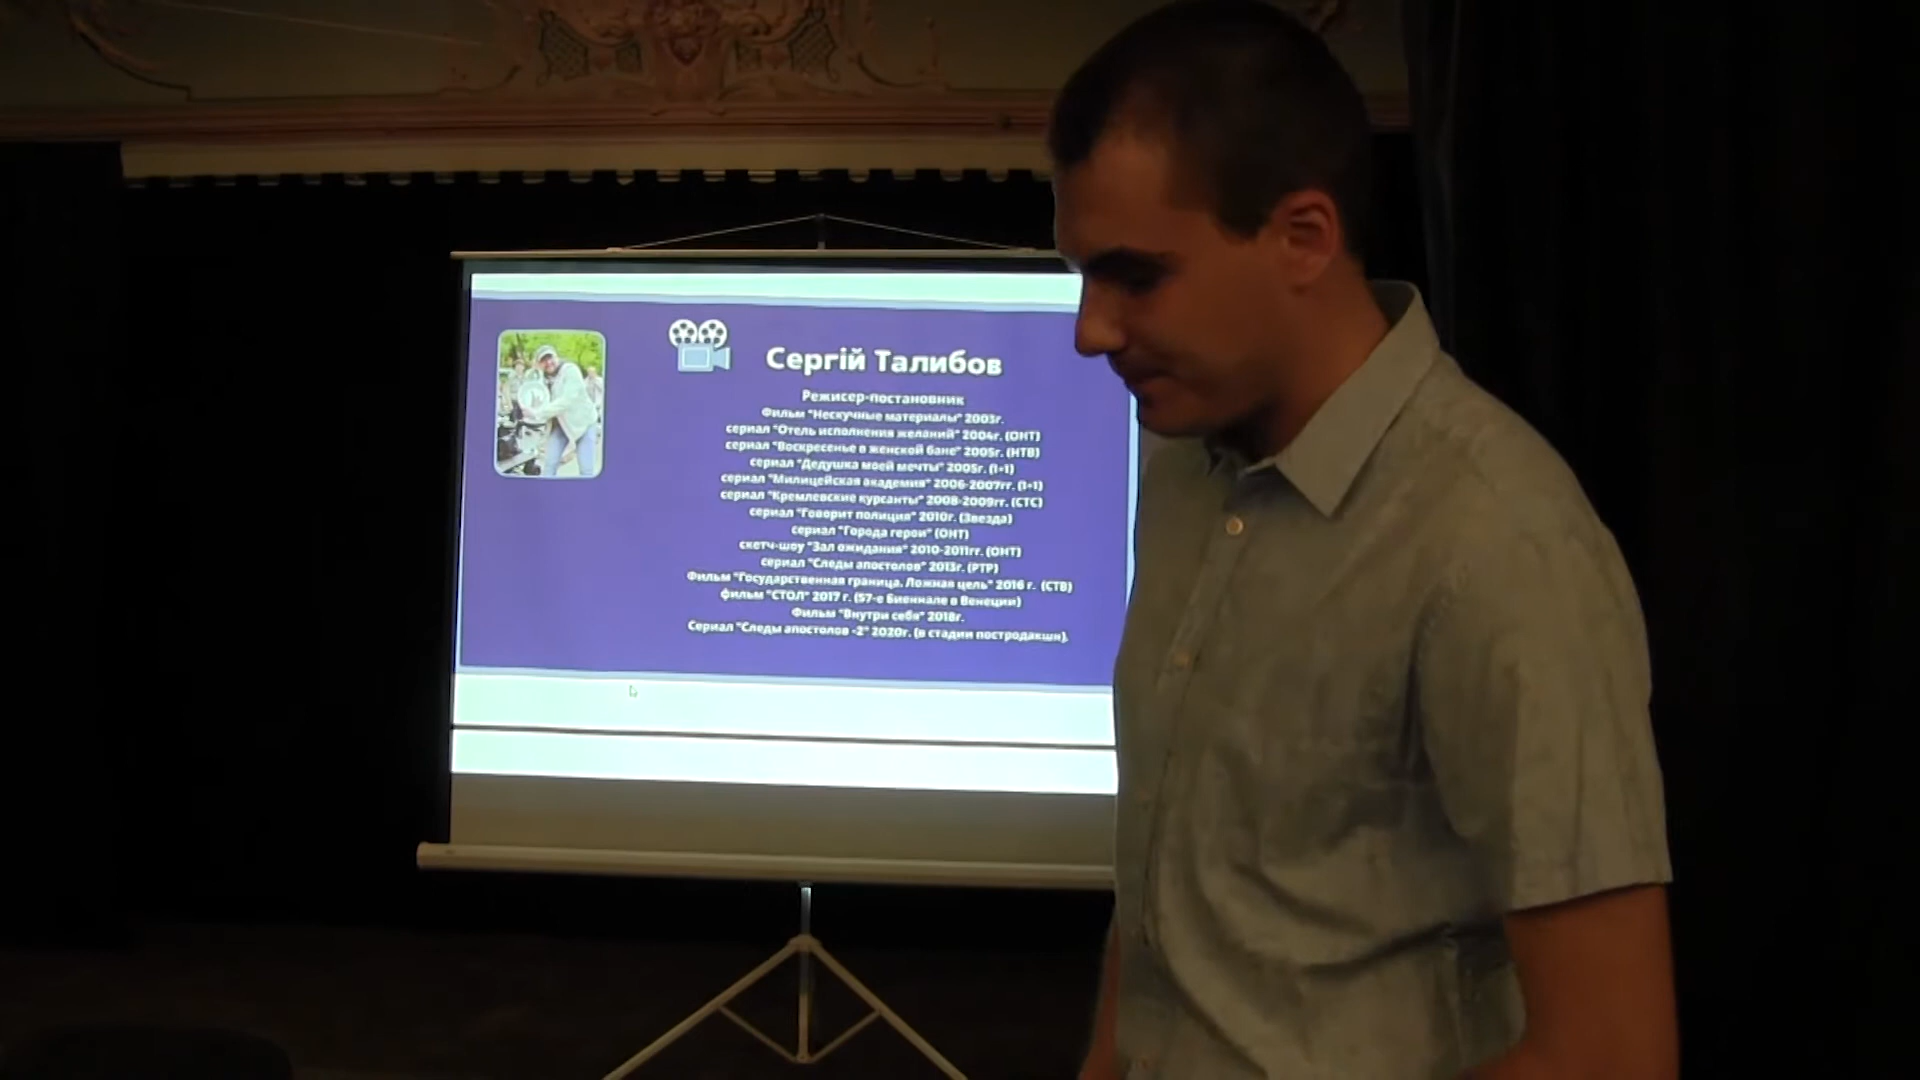 Сергій Талибов
Режисер-постановник
Фильм "Нескучные материалы" 2003г.
сериал "Отель исполнения желаний" 2004г. (ОНТ)
сериал "Воскресенье в женской бане" 2005г. (НТВ)
сериал "Дедушка моей мечты" 2005г. (1+1)
сериал "Милицейская академия" 2006-2007гг. (1+1)
сериал "Кремлевские курсанты" 2008-2009гг. (СТС)
сериал "Говорит полиция" 2010г. (Звезда)
сериал "Города герои" (ОНТ)
скетч-шоу "Зал ожидания" 2010-2011гг. (ОНТ)
сериал "Следы апостолов" 2013г. (РТР)
Фильм "Государственная граница. Ложная цель" 2016 г. (СТВ)
фильм "СТОЛ" 2017 г. (57-е Биеннале в Венеции)
Фильм "Внутри себя" 2018г.
Сериал "Следы апостолов -2" 2020г. (в стадии постродакшн).